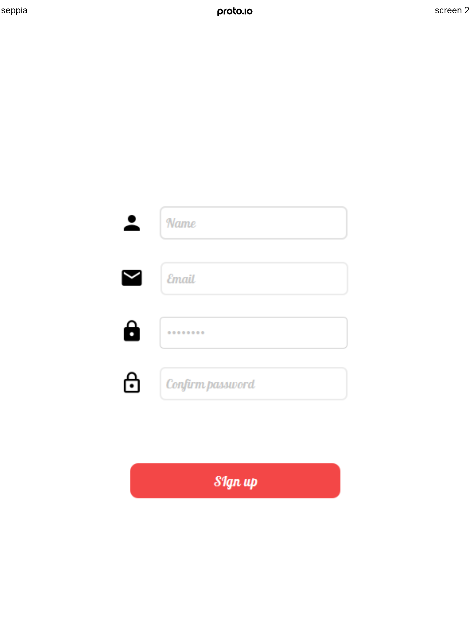 seppia proto.io screen 2
Name
Email
••••••••
Confirm password
SIgn up